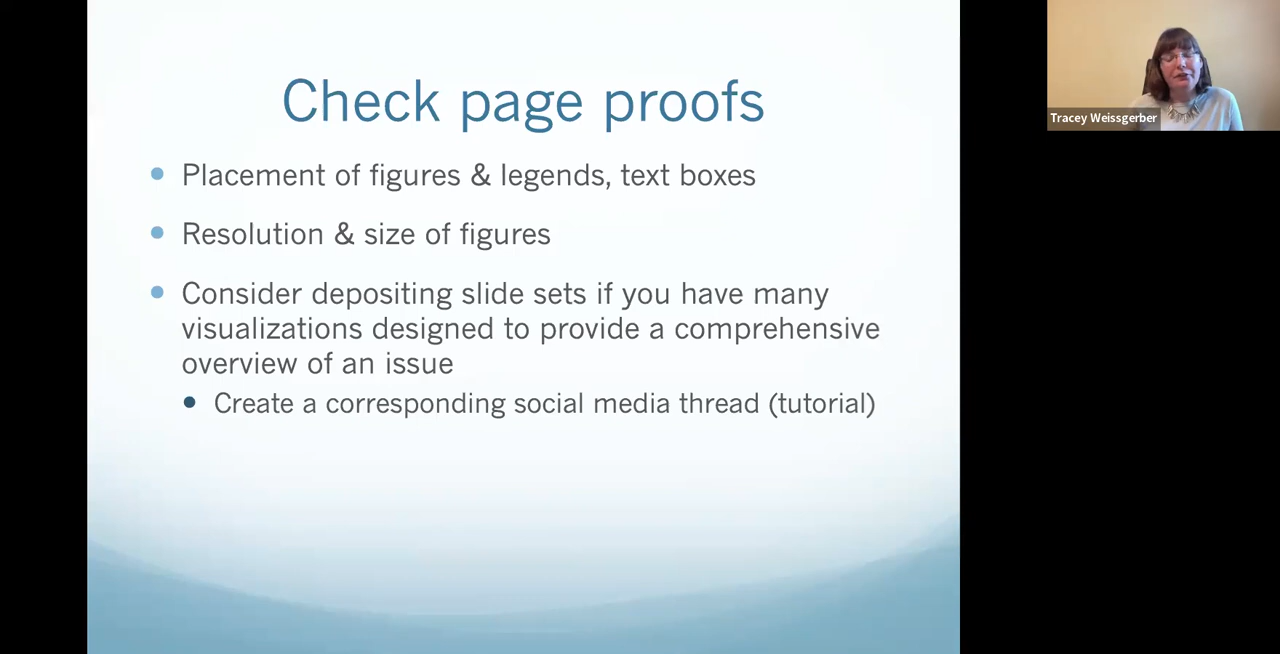 Check page proofs
Placement of figures & legends, text boxes
Resolution & size of figures
Consider depositing slide sets if you have many
visualizations designed to provide a comprehensive
overview of an issue
Create a corresponding social media thread (tutorial)
Tracey Weissgerber